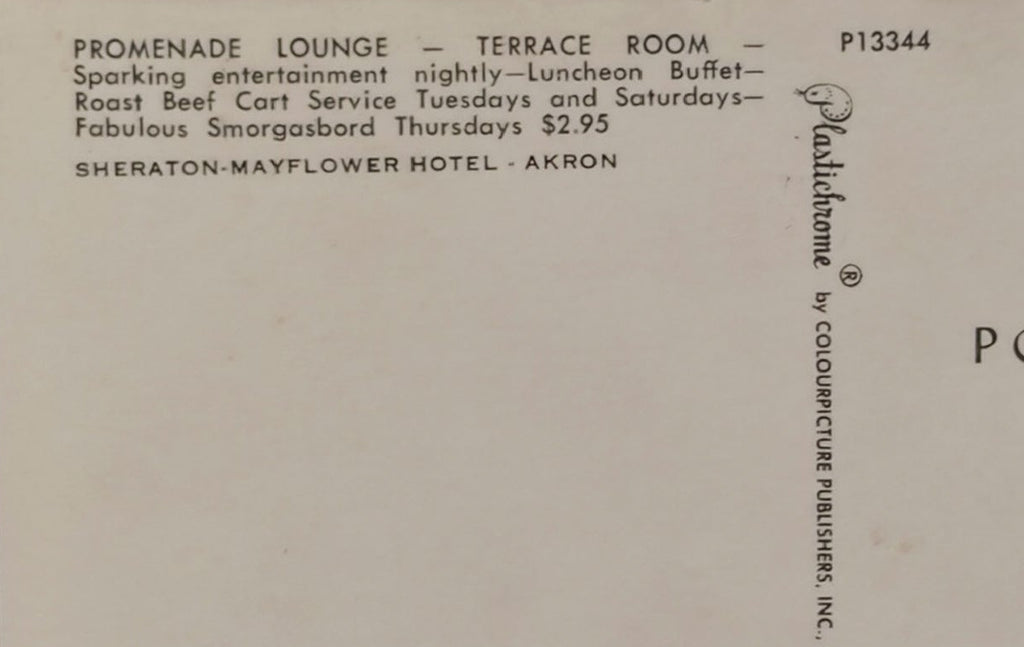 PROMENADE LOUNGE — TERRACE ROOM —
Sparking entertainment nightly—Luncheon Buffet—
Roast Beef Cart Service Tuesdays and Saturdays—
Fabulous Smorgasbord Thursdays $2.95
SHERATON-MAYFLOWER HOTEL - AKRON
P13344
Plastichrome ® by COLOURPICTURE PUBLISHERS, INC.,
P